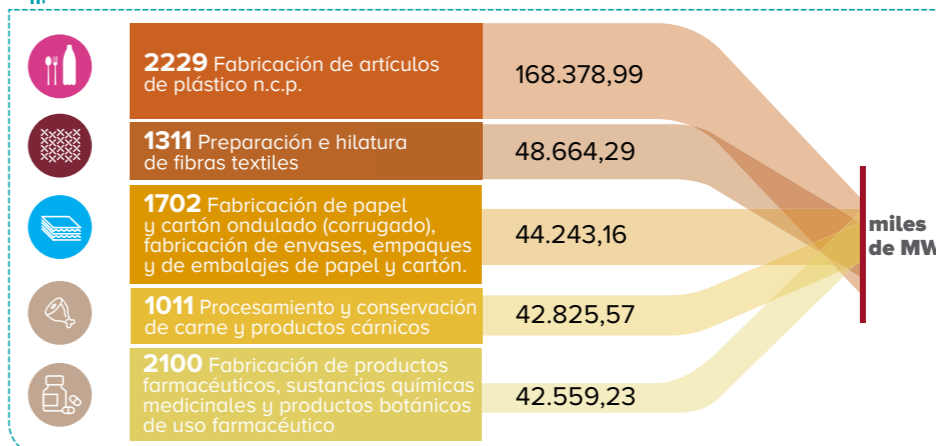 2229 Fabricación de artículos
de plástico n.c.p.
168.378,99
1311 Preparación e hilatura
de fibras textiles
48.664,29
1702 Fabricación de papel
y cartón ondulado (corrugado),
fabricación de envases, empaques
y de embalajes de papel y cartón.
44.243,16
1011 Procesamiento y conservación
de carne y productos cárnicos
42.825,57
2100 Fabricación de productos
farmacéuticos, sustancias químicas
medicinales y productos botánicos
de uso farmacéutico
42.559,23
miles
de MW